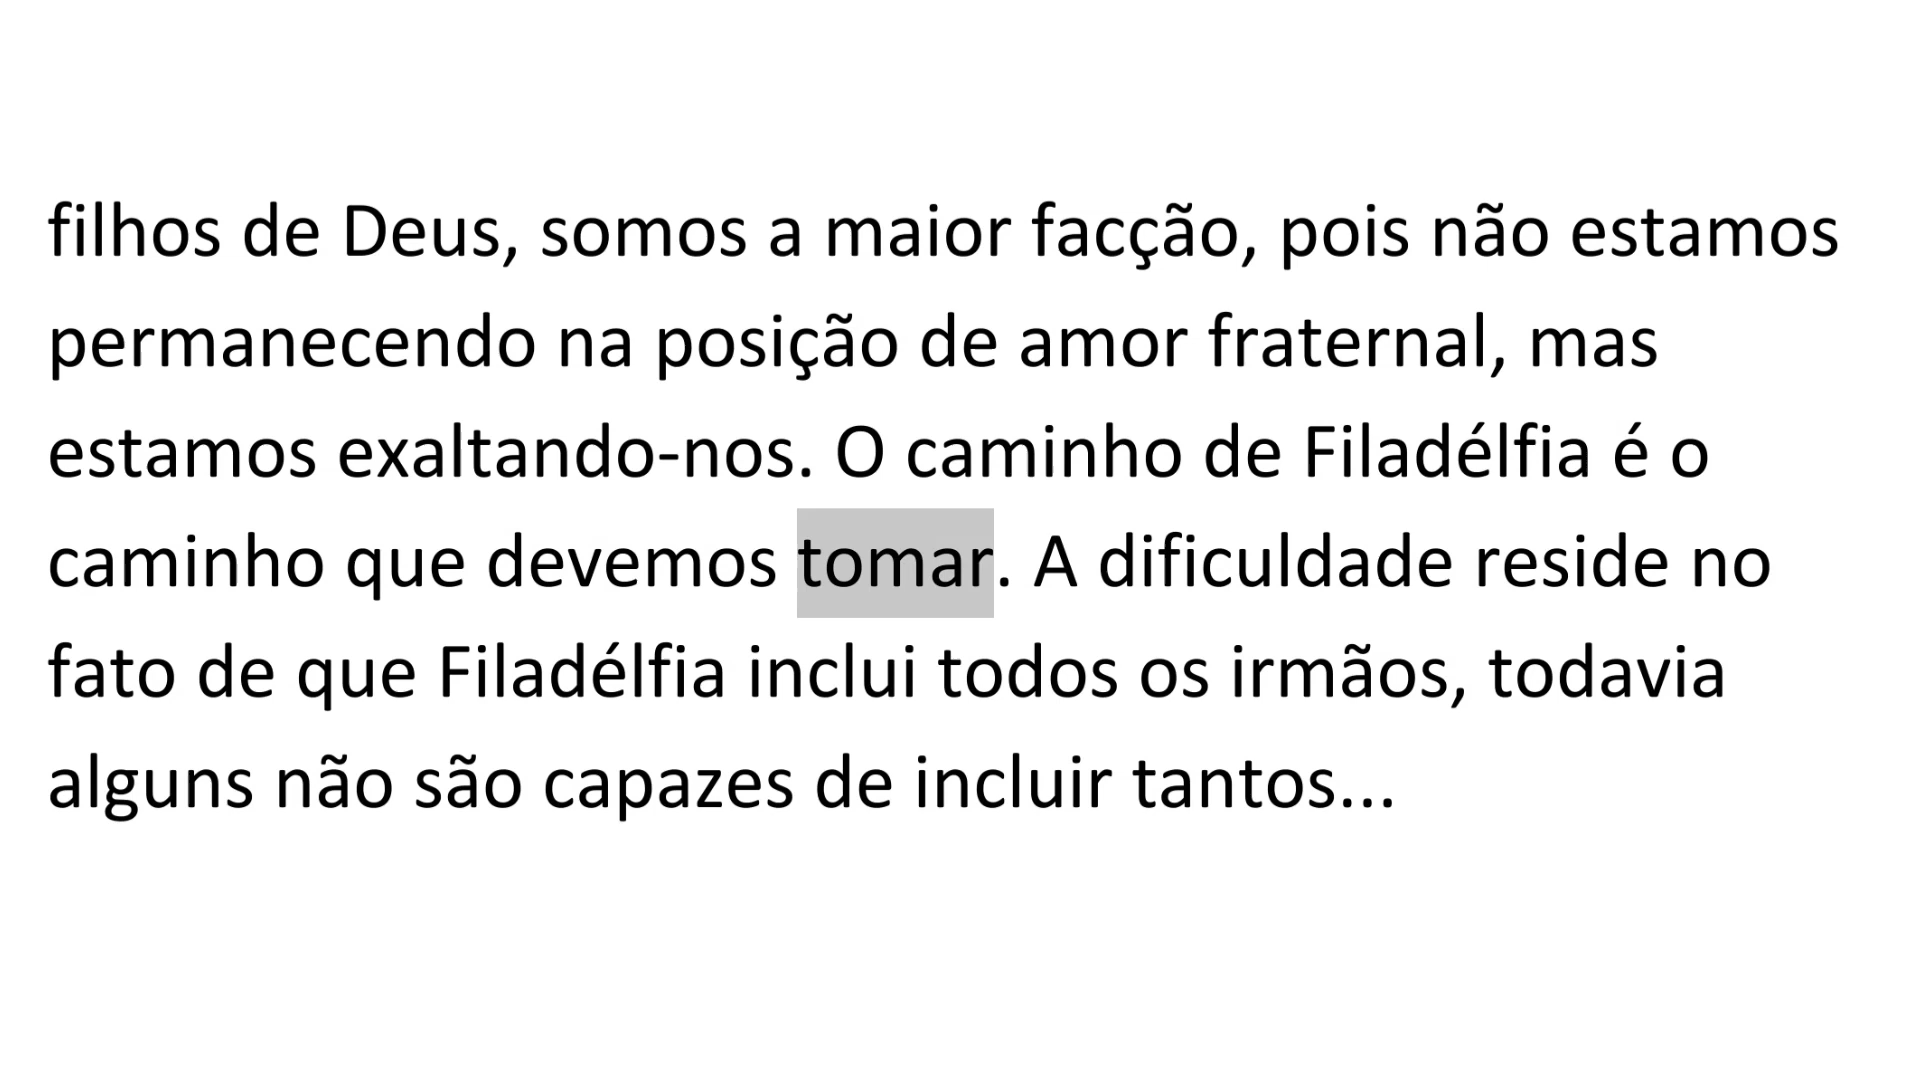 filhos de Deus, somos a maior facção, pois não estamos
permanecendo na posição de amor fraternal, mas
estamos exaltando-nos. O caminho de Filadélfia é o
caminho que devemos tomar. A dificuldade reside no
fato de que Filadélfia inclui todos os irmãos, todavia
alguns não são capazes de incluir tantos...